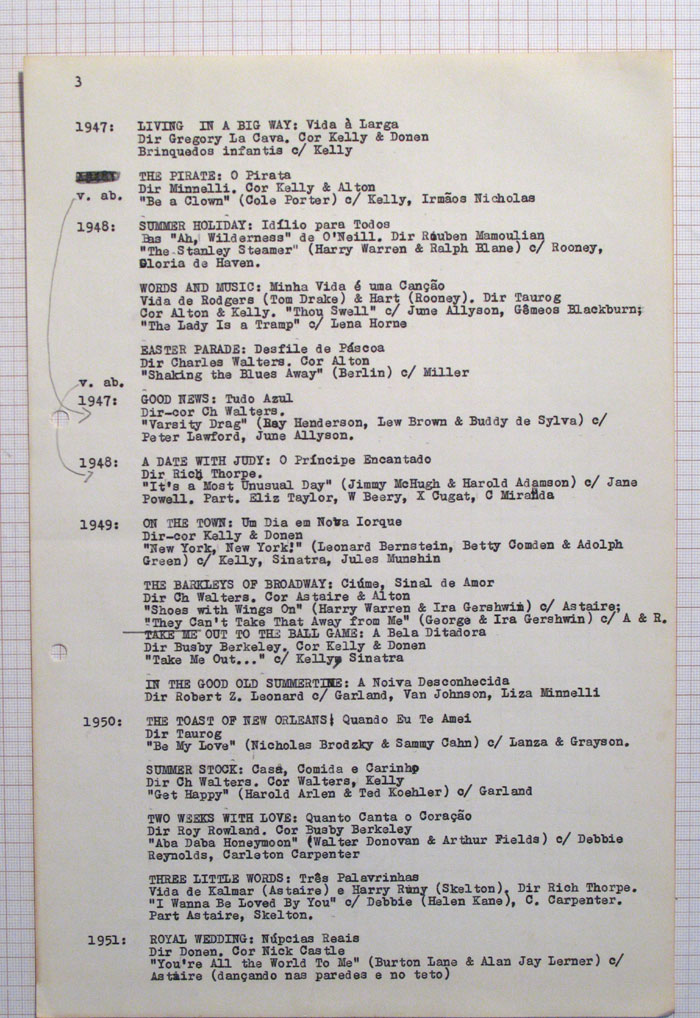 3
1947: LIVING IN A BIG WAY: Vida à Larga
Dir Gregory La Cava. Cor Kelly & Donen
Brinquedos infantis c/ Kelly
THE PIRATE: O Pirata
Dir Minnelli. Cor Kelly & Alton
v. ab. "Be a Clown" (Cole Porter) c/ Kelly, Irmãos Nicholas
1948: SUMMER HOLIDAY: Idílio para Todos
Bas "Ah, Wilderness" de O'Neill. Dir Rouben Mamoulian
"The Stanley Steamer" (Harry Warren & Ralph Blane) c/ Rooney,
Gloria de Haven.
WORDS AND MUSIC: Minha Vida é uma Canção
Vida de Rodgers (Tom Drake) & Hart (Rooney). Dir Taurog
Cor Alton & Kelly. "Thou Swell" c/ June Allyson, Gêmeos Blackburn;
"The Lady Is a Tramp" c/ Lena Horne
EASTER PARADE: Desfile de Páscoa
Dir Charles Walters. Cor Alton
"Shaking the Blues Away" (Berlin) c/ Miller
v. ab.
1947: GOOD NEWS: Tudo Azul
Dir-cor Ch Walters.
"Varsity Drag" (Ray Henderson, Lew Brown & Buddy de Sylva) c/
Peter Lawford, June Allyson.
1948: A DATE WITH JUDY: O Príncipe Encantado
Dir Rich Thorpe.
"It's a Most Unusual Day" (Jimmy McHugh & Harold Adamson) c/ Jane
Powell. Part. Eliz Taylor, W Beery, X Cugat, C Miranda
1949: ON THE TOWN: Um Dia em Nova Iorque
Dir-cor Kelly & Donen
"New York, New York!" (Leonard Bernstein, Betty Comden & Adolph
Green) c/ Kelly, Sinatra, Jules Munshin
THE BARKLEYS OF BROADWAY: Ciúme, Sinal de Amor
Dir Ch Walters. Cor Astaire & Alton
"Shoes with Wings On" (Harry Warren & Ira Gershwin) c/ Astaire;
"They Can't Take That Away from Me" (George & Ira Gershwin) c/ A & R.
TAKE ME OUT TO THE BALL GAME: A Bela Ditadora
Dir Busby Berkeley. Cor Kelly & Donen
"Take Me Out..." c/ Kelly, Sinatra
IN THE GOOD OLD SUMMERTIME: A Noiva Desconhecida
Dir Robert Z. Leonard c/ Garland, Van Johnson, Liza Minnelli
1950: THE TOAST OF NEW ORLEANS: Quando Eu Te Amei
Dir Taurog
"Be My Love" (Nicholas Brodzky & Sammy Cahn) c/ Lanza & Grayson.
SUMMER STOCK: Casa, Comida e Carinho
Dir Ch Walters. Cor Walters, Kelly
"Get Happy" (Harold Arlen & Ted Koehler) c/ Garland
TWO WEEKS WITH LOVE: Quanto Canta o Coração
Dir Roy Rowland. Cor Busby Berkeley
"Aba Daba Honeymoon" (Walter Donovan & Arthur Fields) c/ Debbie
Reynolds, Carleton Carpenter
THREE LITTLE WORDS: Três Palavrinhas
Vida de Kalmar (Astaire) e Harry Runy (Skelton). Dir Rich Thorpe.
"I Wanna Be Loved By You" c/ Debbie (Helen Kane), C. Carpenter.
Part Astaire, Skelton.
1951: ROYAL WEDDING: Núpcias Reais
Dir Donen. Cor Nick Castle
"You're All the World To Me" (Burton Lane & Alan Jay Lerner) c/
Astaire (dançando nas paredes e no teto)